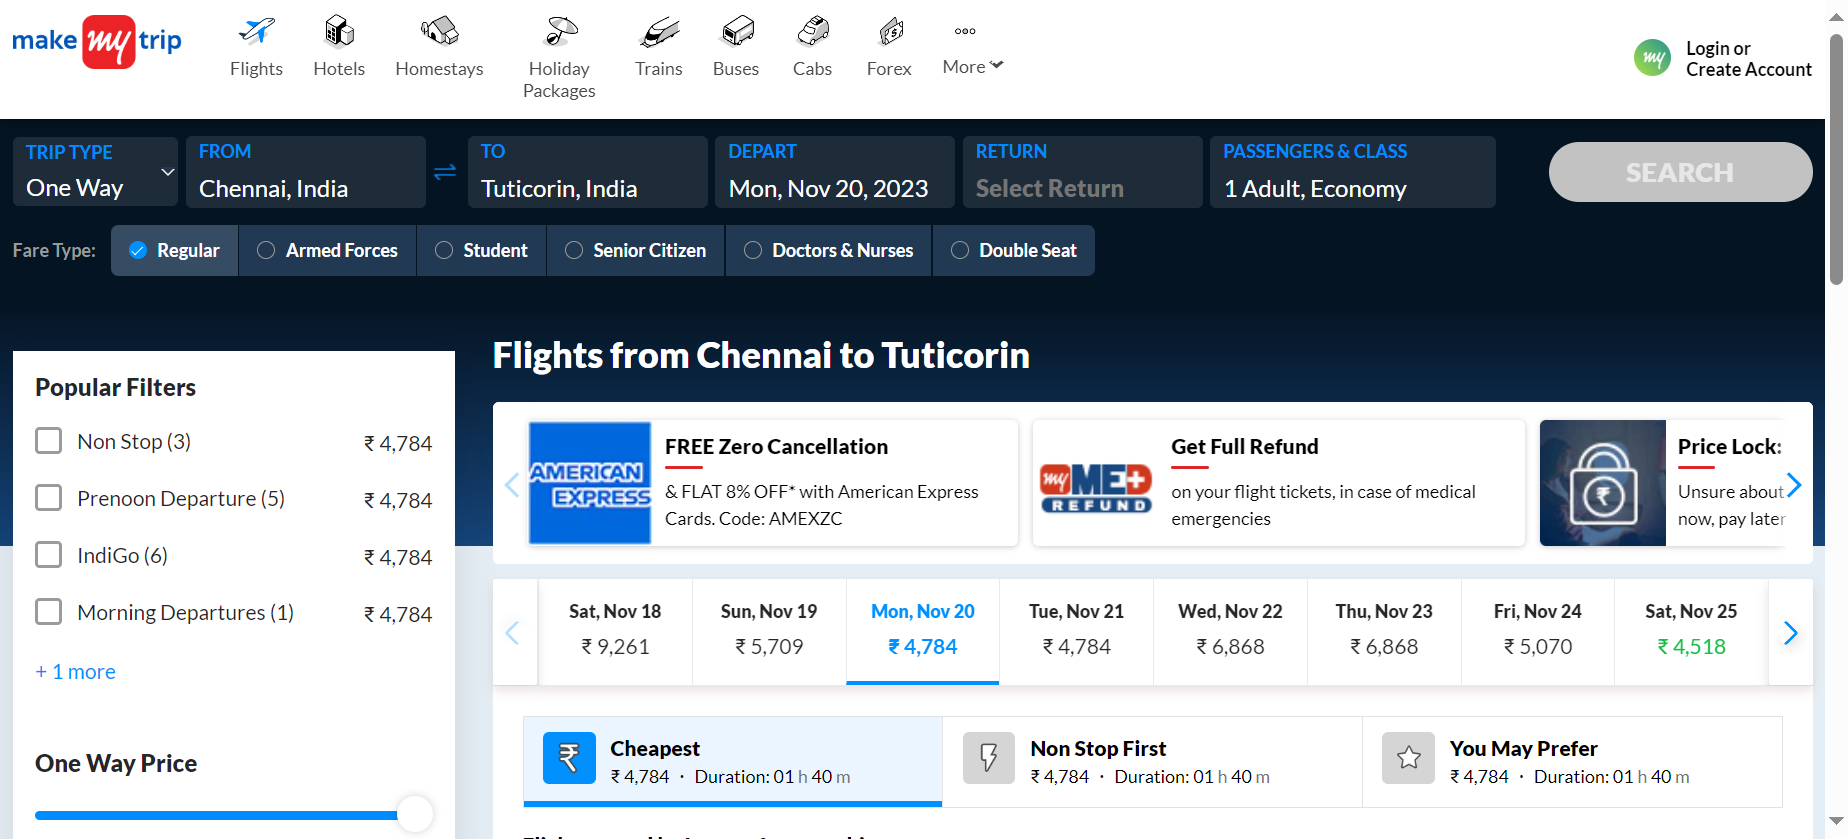 make my trip
Flights
Hotels
Homestays
Holiday
Packages
Trains
Buses
Cabs
Forex
More
my
Login or
Create Account
TRIP TYPE
One Way
FROM
Chennai, India
TO
Tuticorin, India
DEPART
Mon, Nov 20, 2023
RETURN
Select Return
PASSENGERS & CLASS
1 Adult, Economy
SEARCH
Fare Type:
Regular
Armed Forces
Student
Senior Citizen
Doctors & Nurses
Double Seat
Flights from Chennai to Tuticorin
Popular Filters
Non Stop (3) ₹ 4,784
Prenoon Departure (5) ₹ 4,784
IndiGo (6) ₹ 4,784
Morning Departures (1) ₹ 4,784
+ 1 more
One Way Price
AMERICAN
EXPRESS
FREE Zero Cancellation
& FLAT 8% OFF* with American Express
Cards. Code: AMEXZC
my MED+
REFUND
Get Full Refund
on your flight tickets, in case of medical
emergencies
₹
Price Lock:
Unsure about
now, pay later
Sat, Nov 18
₹ 9,261
Sun, Nov 19
₹ 5,709
Mon, Nov 20
₹ 4,784
Tue, Nov 21
₹ 4,784
Wed, Nov 22
₹ 6,868
Thu, Nov 23
₹ 6,868
Fri, Nov 24
₹ 5,070
Sat, Nov 25
₹ 4,518
₹
Cheapest
₹ 4,784 · Duration: 01 h 40 m
Non Stop First
₹ 4,784 · Duration: 01 h 40 m
You May Prefer
₹ 4,784 · Duration: 01 h 40 m